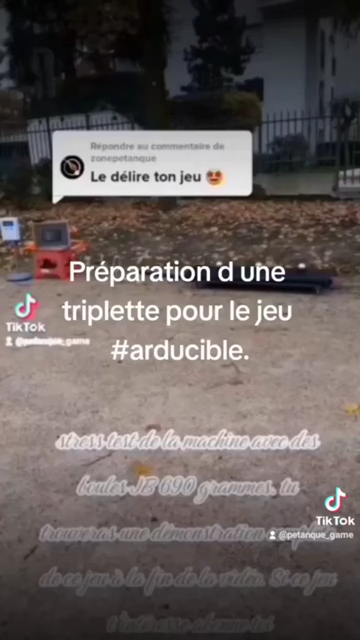 Répondre au commentaire de
zonepetanque
Le délire ton jeu 😍
Préparation d une
triplette pour le jeu
#arducible.
TikTok
@petanque_game
stress test de la machine avec des
boules JB 690 grammes, tu
trouveras une démonstration
de ce jeu à la fin de la vidéo. Si ce jeu
t'intéresse
TikTok
@petanque_game